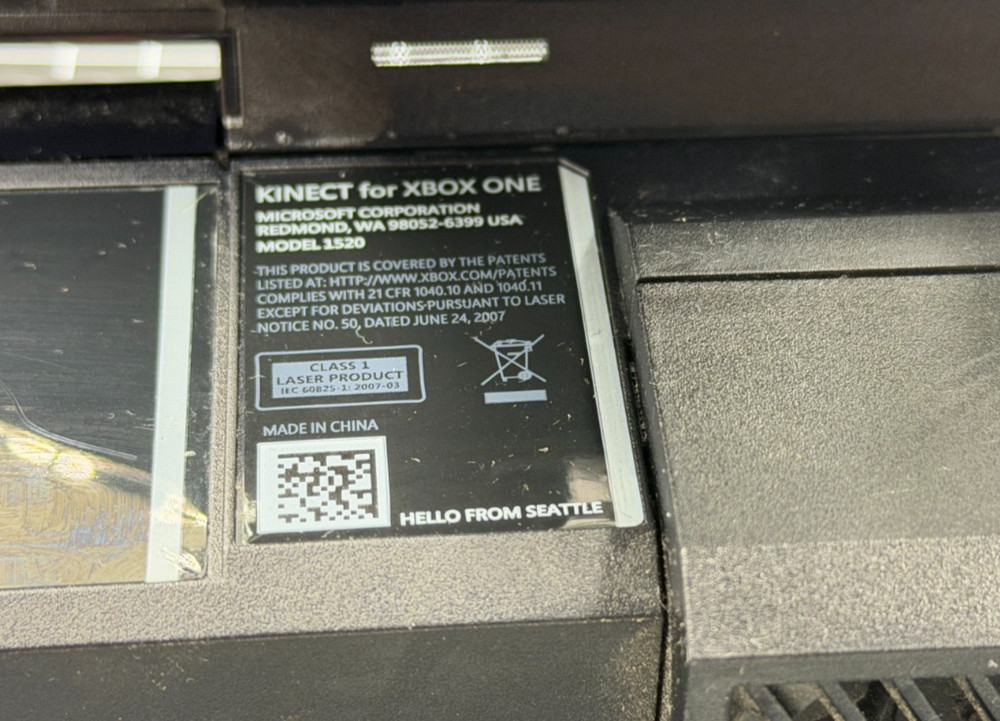 KINECT for XBOX ONE
MICROSOFT CORPORATION
REDMOND, WA 98052-6399 USA
MODEL 1520
THIS PRODUCT IS COVERED BY THE PATENTS
LISTED AT: HTTP://WWW.XBOX.COM/PATENTS
COMPLIES WITH 21 CFR 1040.10 AND 1040.11
EXCEPT FOR DEVIATIONS PURSUANT TO LASER
NOTICE NO. 50, DATED JUNE 24, 2007
CLASS 1
LASER PRODUCT
IEC 60825-1: 2007-03
MADE IN CHINA
HELLO FROM SEATTLE